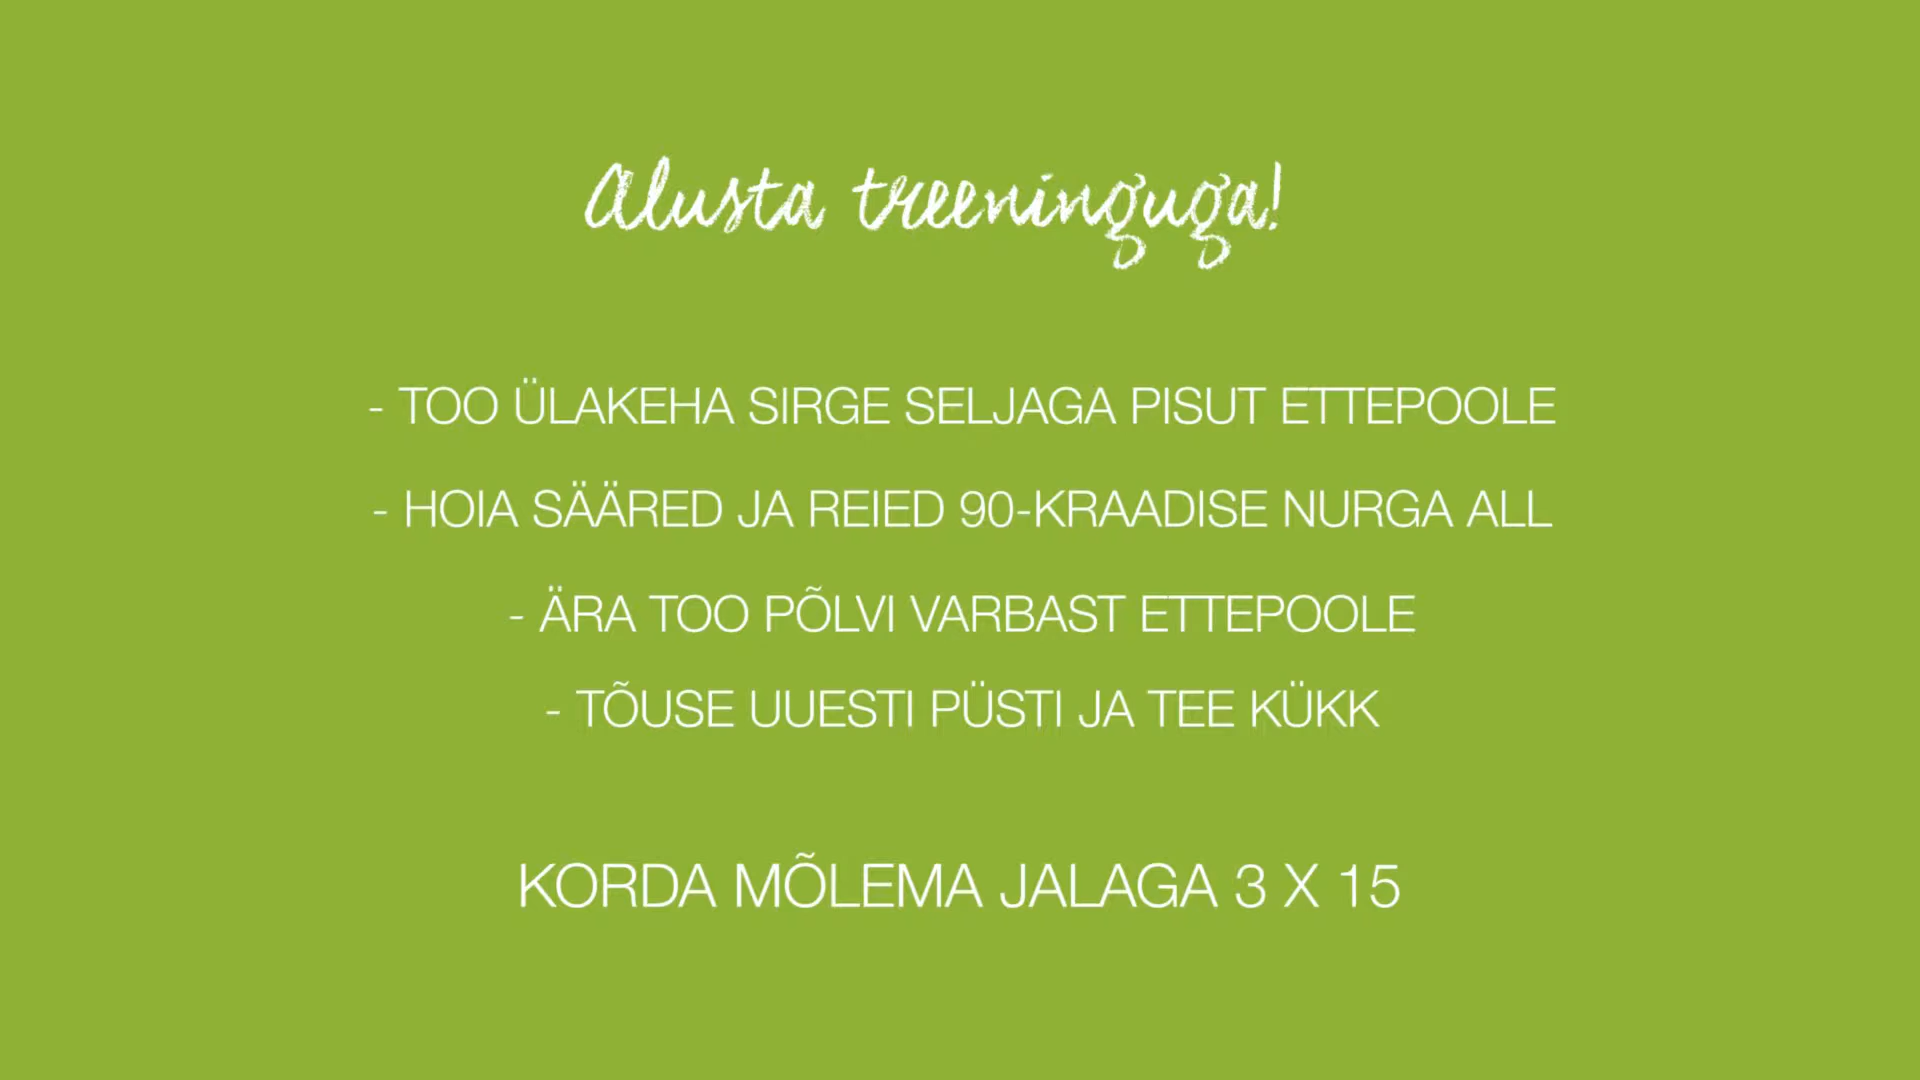 Alusta treeninguga!
- TOO ÜLAKEHA SIRGE SELJAGA PISUT ETTEPOOLE
- HOIA SÄÄRED JA REIED 90-KRAADISE NURGA ALL
- ÄRA TOO PÕLVI VARBAST ETTEPOOLE
- TÕUSE UUESTI PÜSTI JA TEE KÜKK
KORDA MÕLEMA JALAGA 3 X 15